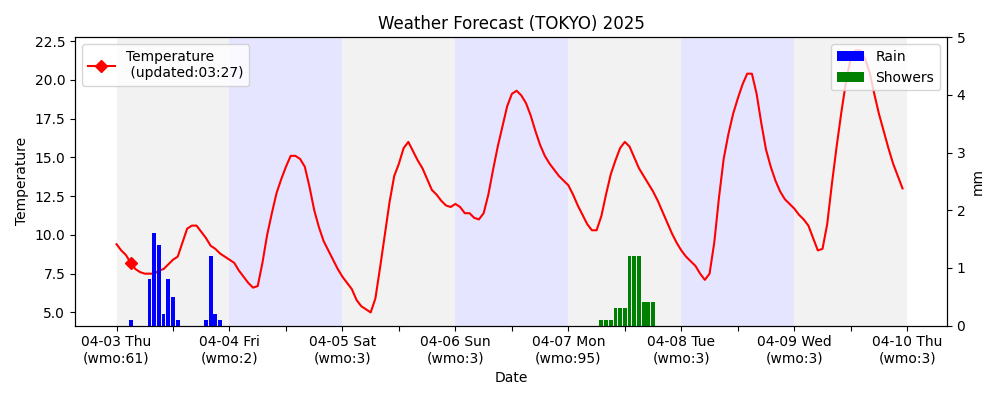 Weather Forecast (TOKYO) 2025
Temperature
(updated:03:27)
Rain
Showers
22.5
20.0
17.5
15.0
12.5
10.0
7.5
5.0
Temperature
5
4
3
2
1
0
mm
04-03 Thu
(wmo:61)
04-04 Fri
(wmo:2)
04-05 Sat
(wmo:3)
04-06 Sun
(wmo:3)
04-07 Mon
(wmo:95)
04-08 Tue
(wmo:3)
04-09 Wed
(wmo:3)
04-10 Thu
(wmo:3)
Date